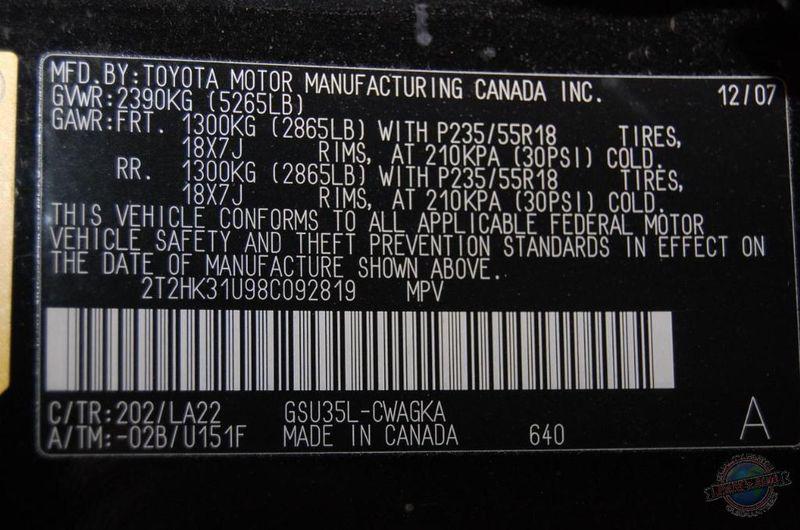 MFD.BY:TOYOTA MOTOR MANUFACTURING CANADA INC. 12/07
GVWR:2390KG (5265LB)
GAWR:FRT. 1300KG (2865LB) WITH P235/55R18 TIRES,
18X7J RIMS, AT 210KPA (30PSI) COLD.
RR. 1300KG (2865LB) WITH P235/55R18 TIRES,
18X7J RIMS, AT 210KPA (30PSI) COLD.
THIS VEHICLE CONFORMS TO ALL APPLICABLE FEDERAL MOTOR
VEHICLE SAFETY AND THEFT PREVENTION STANDARDS IN EFFECT ON
THE DATE OF MANUFACTURE SHOWN ABOVE.
2T2HK31U98C092819 MPV
C/TR:202/LA22 GSU35L-CWAGKA A
A/TM:-02B/U151F MADE IN CANADA 640